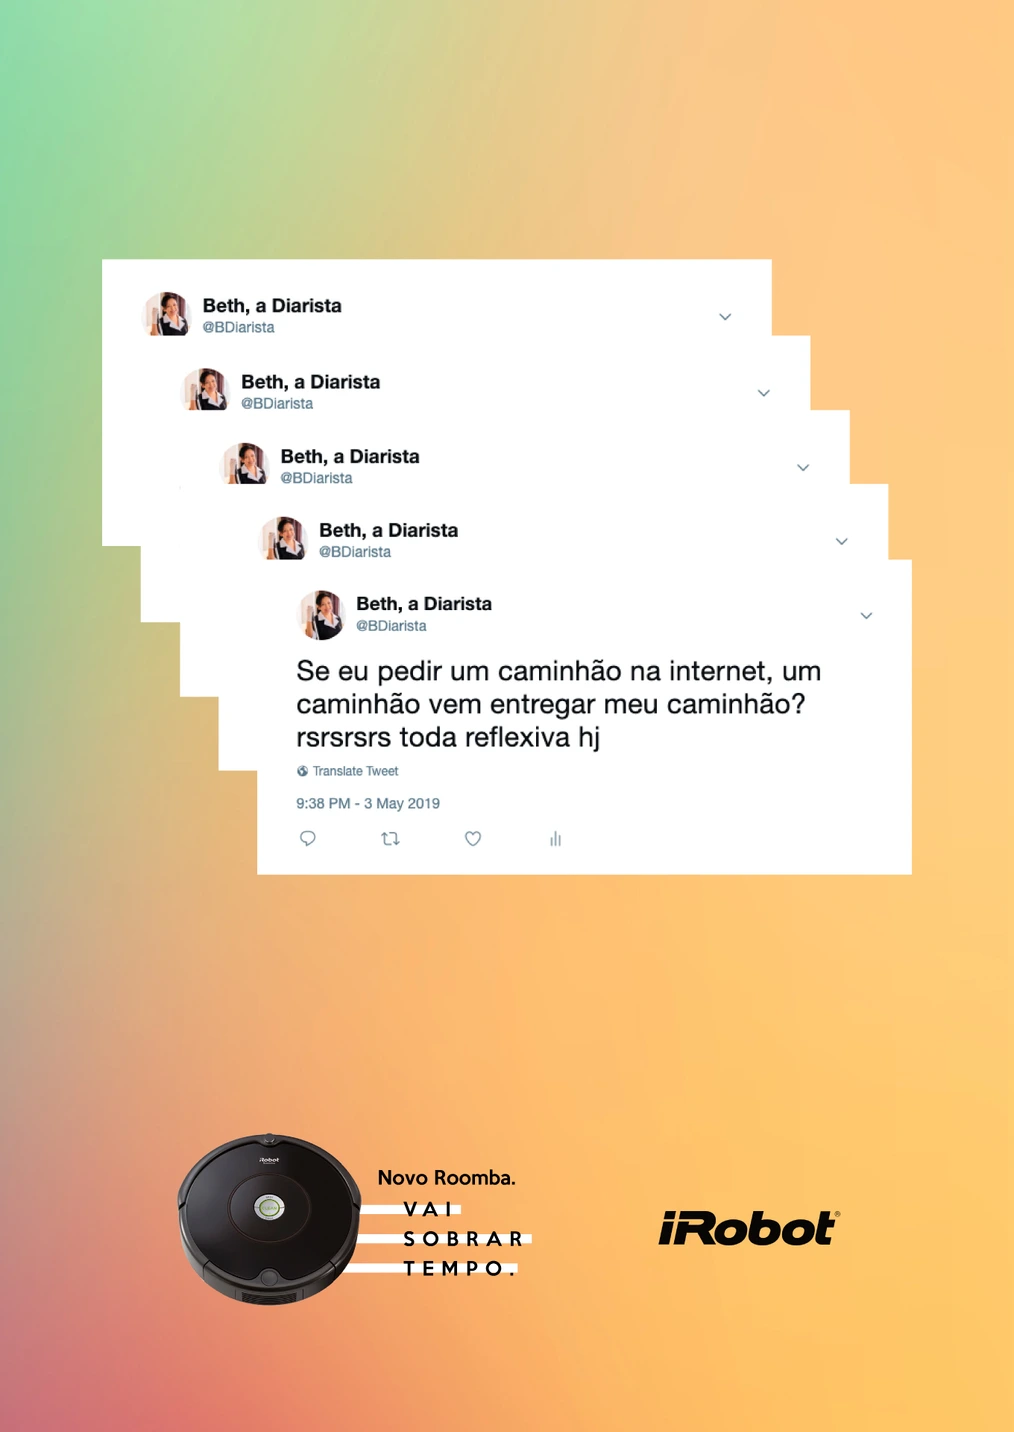 Beth, a Diarista
@BDiarista
Beth, a Diarista
@BDiarista
Beth, a Diarista
@BDiarista
Beth, a Diarista
@BDiarista
Beth, a Diarista
@BDiarista
Se eu pedir um caminhão na internet, um
caminhão vem entregar meu caminhão?
rsrsrsrs toda reflexiva hj
Translate Tweet
9:38 PM - 3 May 2019
iRobot
Novo Roomba.
VAI
SOBRAR
TEMPO.
iRobot®